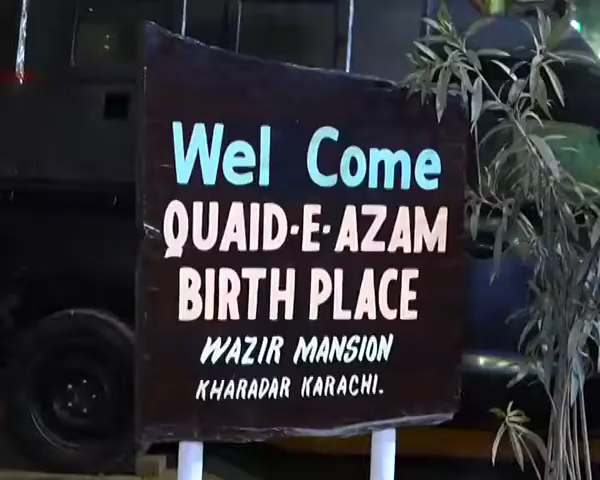 Wel Come
QUAID-E-AZAM
BIRTH PLACE
WAZIR MANSION
KHARADAR KARACHI.